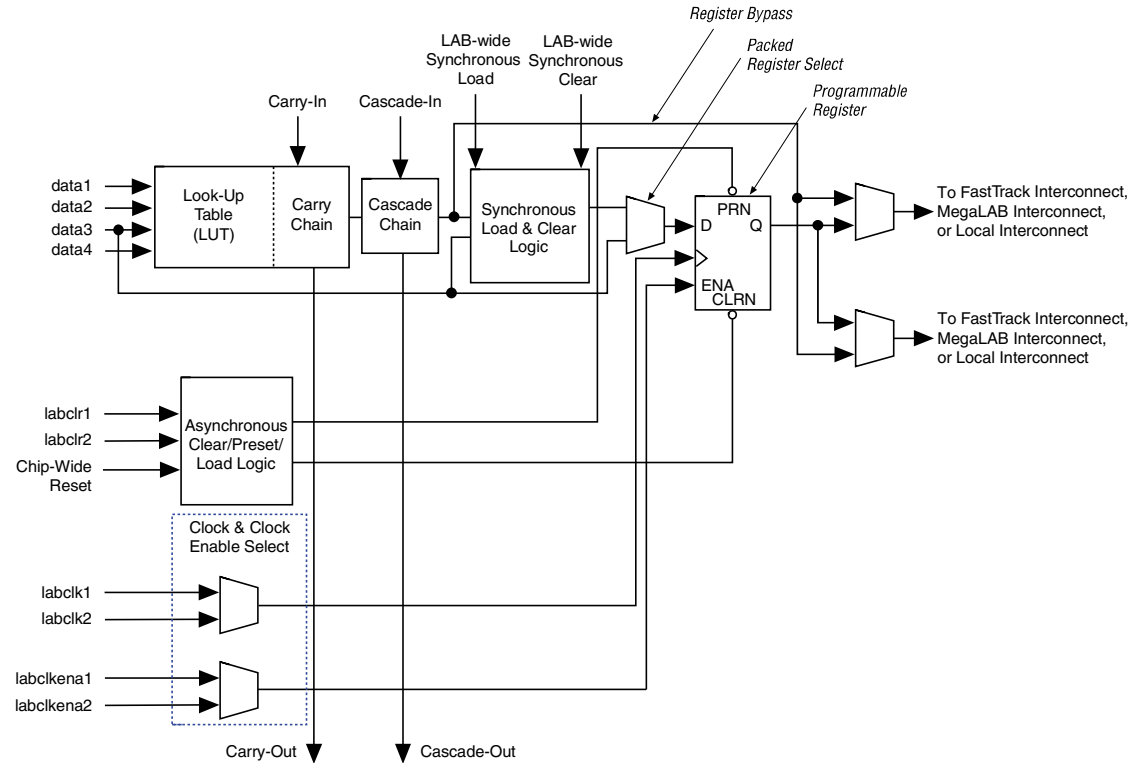 Register Bypass
Packed
Register Select
Programmable
Register
LAB-wide
Synchronous
Load
LAB-wide
Synchronous
Clear
Carry-In
Cascade-In
data1
data2
data3
data4
Look-Up
Table
(LUT)
Carry
Chain
Cascade
Chain
Synchronous
Load & Clear
Logic
PRN
D
Q
ENA
CLRN
To FastTrack Interconnect,
MegaLAB Interconnect,
or Local Interconnect
To FastTrack Interconnect,
MegaLAB Interconnect,
or Local Interconnect
labclr1
labclr2
Chip-Wide
Reset
Asynchronous
Clear/Preset/
Load Logic
Clock & Clock
Enable Select
labclk1
labclk2
labclkena1
labclkena2
Carry-Out
Cascade-Out